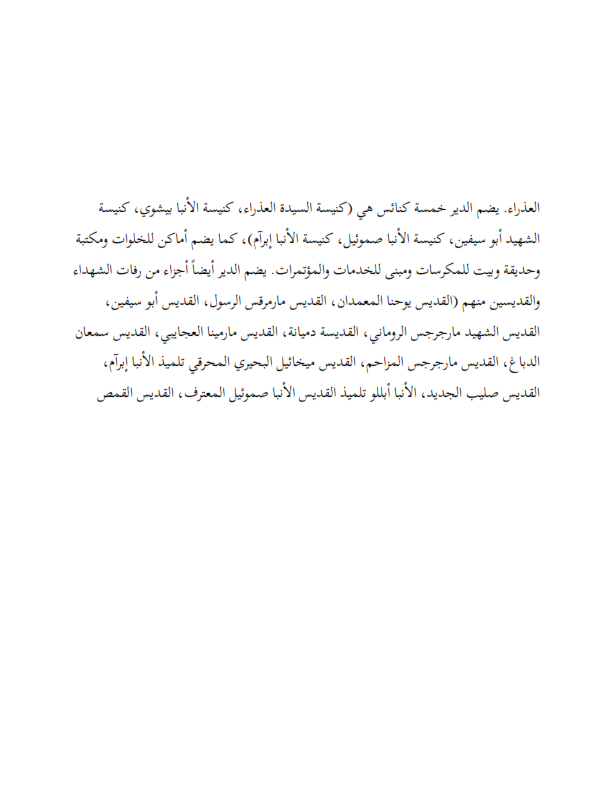 العذراء. يضم الدير خمسة كنائس هي (كنيسة السيدة العذراء، كنيسة الأنبا بيشوي، كنيسة
الشهيد أبو سيفين، كنيسة الأنبا صموئيل، كنيسة الأنبا إبرآم)، كما يضم أماكن للخلوات ومكتبة
وحديقة وبيت للمكرسات ومبنى للخدمات والمؤتمرات. يضم الدير أيضاً أجزاء من رفات الشهداء
والقديسين منهم (القديس يوحنا المعمدان، القديس مارمرقس الرسول، القديس أبو سيفين،
القديس الشهيد مارجرجس الروماني، القديسة دميانة، القديس مارمينا العجايبي، القديس سمعان
الدباغ، القديس مارجرجس المزاحم، القديس ميخائيل البحيري المحرقي تلميذ الأنبا إبرآم،
القديس صليب الجديد، الأنبا أبللو تلميذ القديس الأنبا صموئيل المعترف، القديس القمص